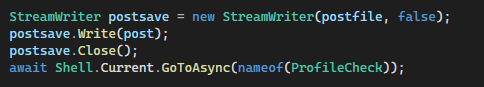 StreamWriter postsave = new StreamWriter(postfile, false);
postsave.Write(post);
postsave.Close();
await Shell.Current.GoToAsync(nameof(ProfileCheck));